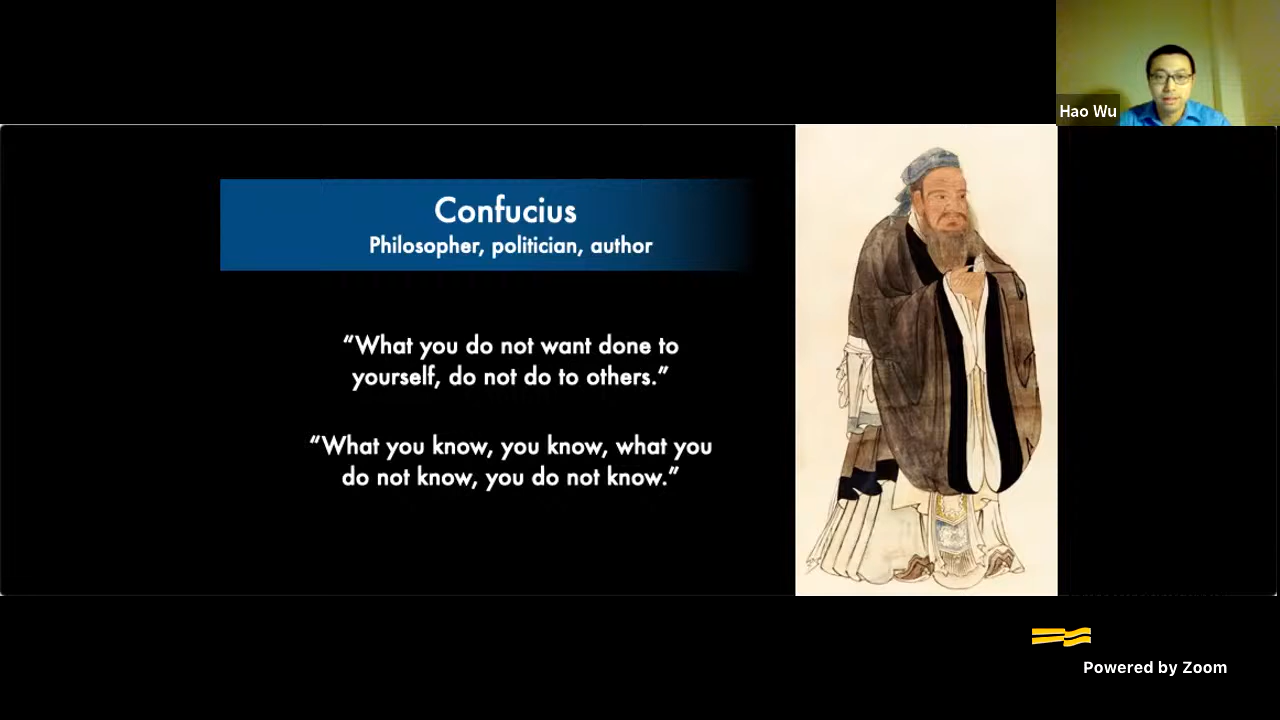 Hao Wu
Confucius
Philosopher, politician, author
“What you do not want done to
yourself, do not do to others.”
“What you know, you know, what you
do not know, you do not know.”
Powered by Zoom